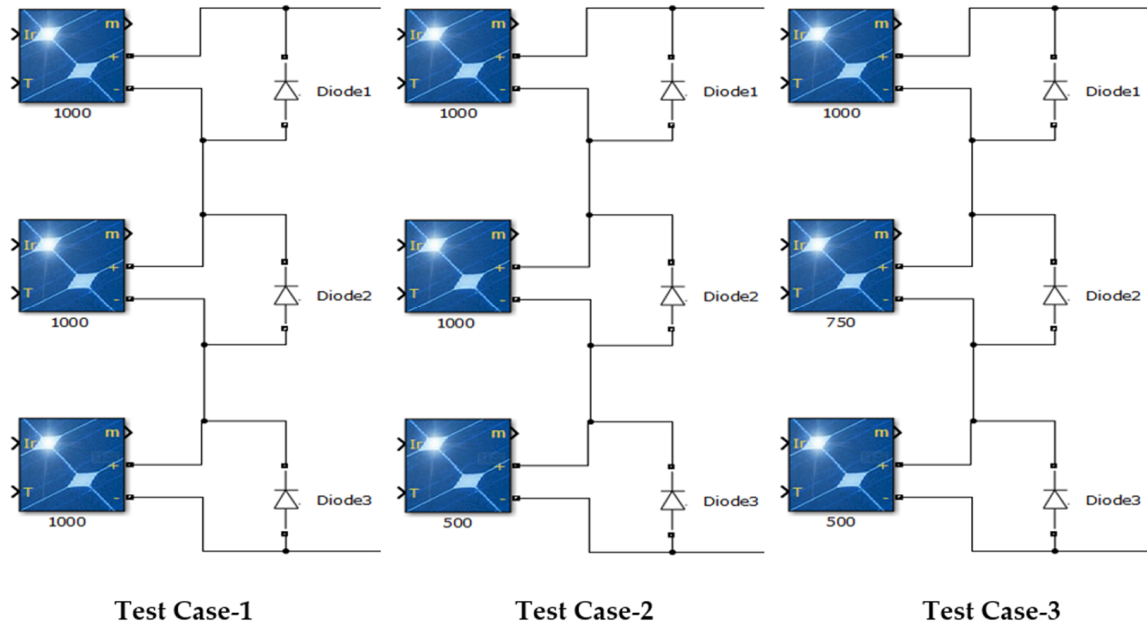 m
Ir
+
T
-
1000
Diode1
m
Ir
+
T
-
1000
Diode2
m
Ir
+
T
-
1000
Diode3
Test Case-1
m
Ir
+
T
-
1000
Diode1
m
Ir
+
T
-
1000
Diode2
m
Ir
+
T
-
500
Diode3
Test Case-2
m
Ir
+
T
-
1000
Diode1
m
Ir
+
T
-
750
Diode2
m
Ir
+
T
-
500
Diode3
Test Case-3